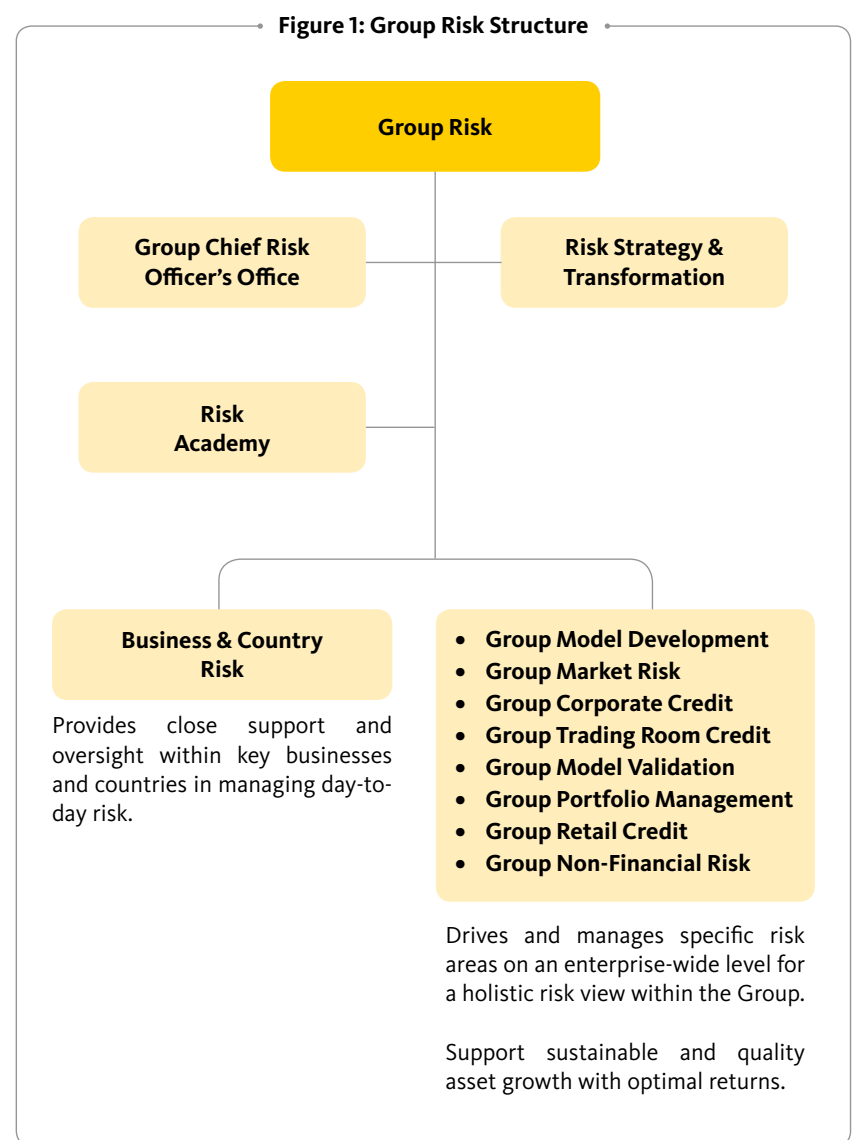 Figure 1: Group Risk Structure
Group Risk
Group Chief Risk
Officer's Office
Risk Strategy &
Transformation
Risk
Academy
Business & Country
Risk
Provides close support and
oversight within key businesses
and countries in managing day-to-
day risk.
• Group Model Development
• Group Market Risk
• Group Corporate Credit
• Group Trading Room Credit
• Group Model Validation
• Group Portfolio Management
• Group Retail Credit
• Group Non-Financial Risk
Drives and manages specific risk
areas on an enterprise-wide level for
a holistic risk view within the Group.
Support sustainable and quality
asset growth with optimal returns.